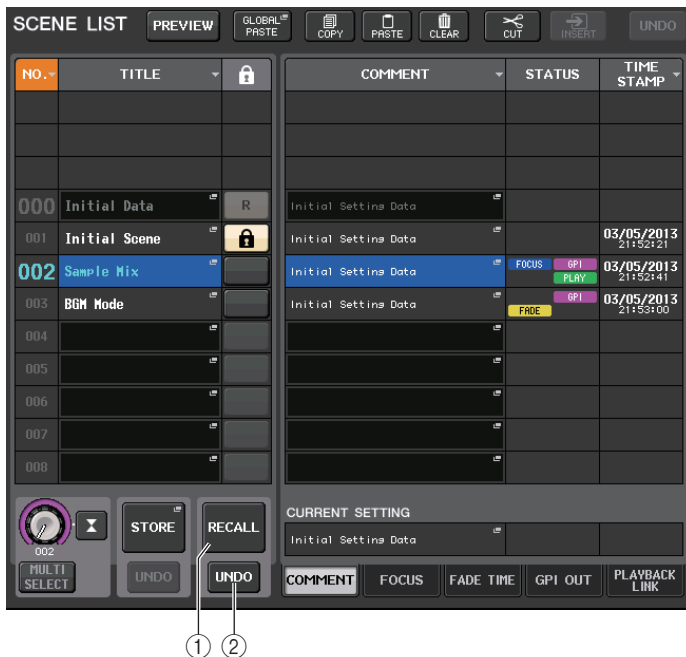 SCENE LIST PREVIEW GLOBAL PASTE COPY PASTE CLEAR CUT INSERT UNDO
NO. TITLE COMMENT STATUS TIME STAMP
000 Initial Data R Initial Setting Data
001 Initial Scene Initial Setting Data 03/05/2013 21:52:21
002 Sample Mix Initial Setting Data FOCUS GPI PLAY 03/05/2013 21:52:41
003 BGM Mode Initial Setting Data GPI FADE 03/05/2013 21:53:00
004
005
006
007
008
002
MULTI SELECT
STORE
UNDO
RECALL
UNDO
CURRENT SETTING
Initial Setting Data
COMMENT FOCUS FADE TIME GPI OUT PLAYBACK LINK
① ②